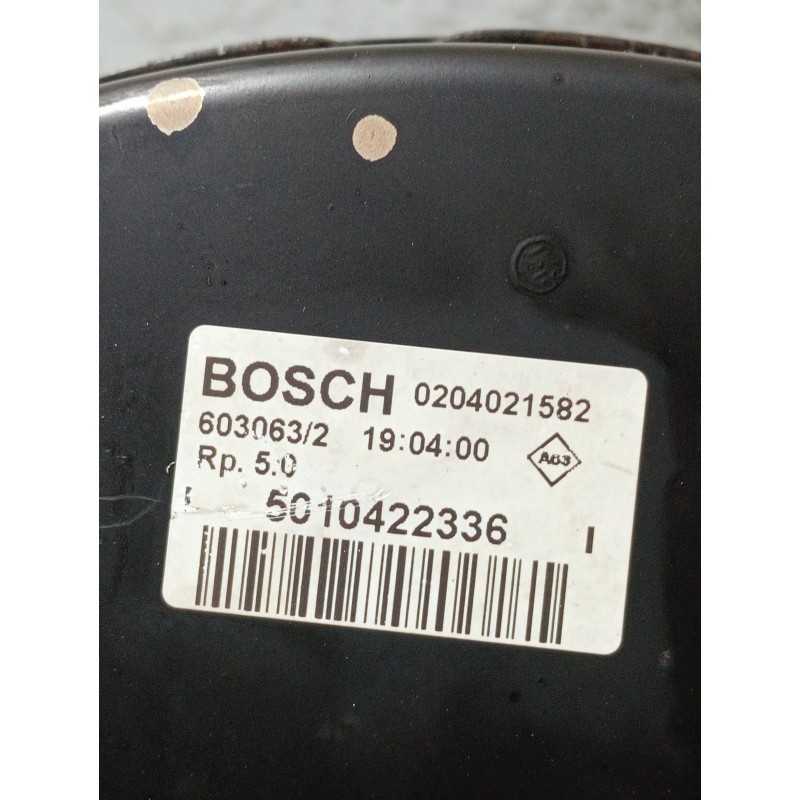 BOSCH 0204021582
603063/2 19:04:00
Rp. 5.0
A63
5010422336